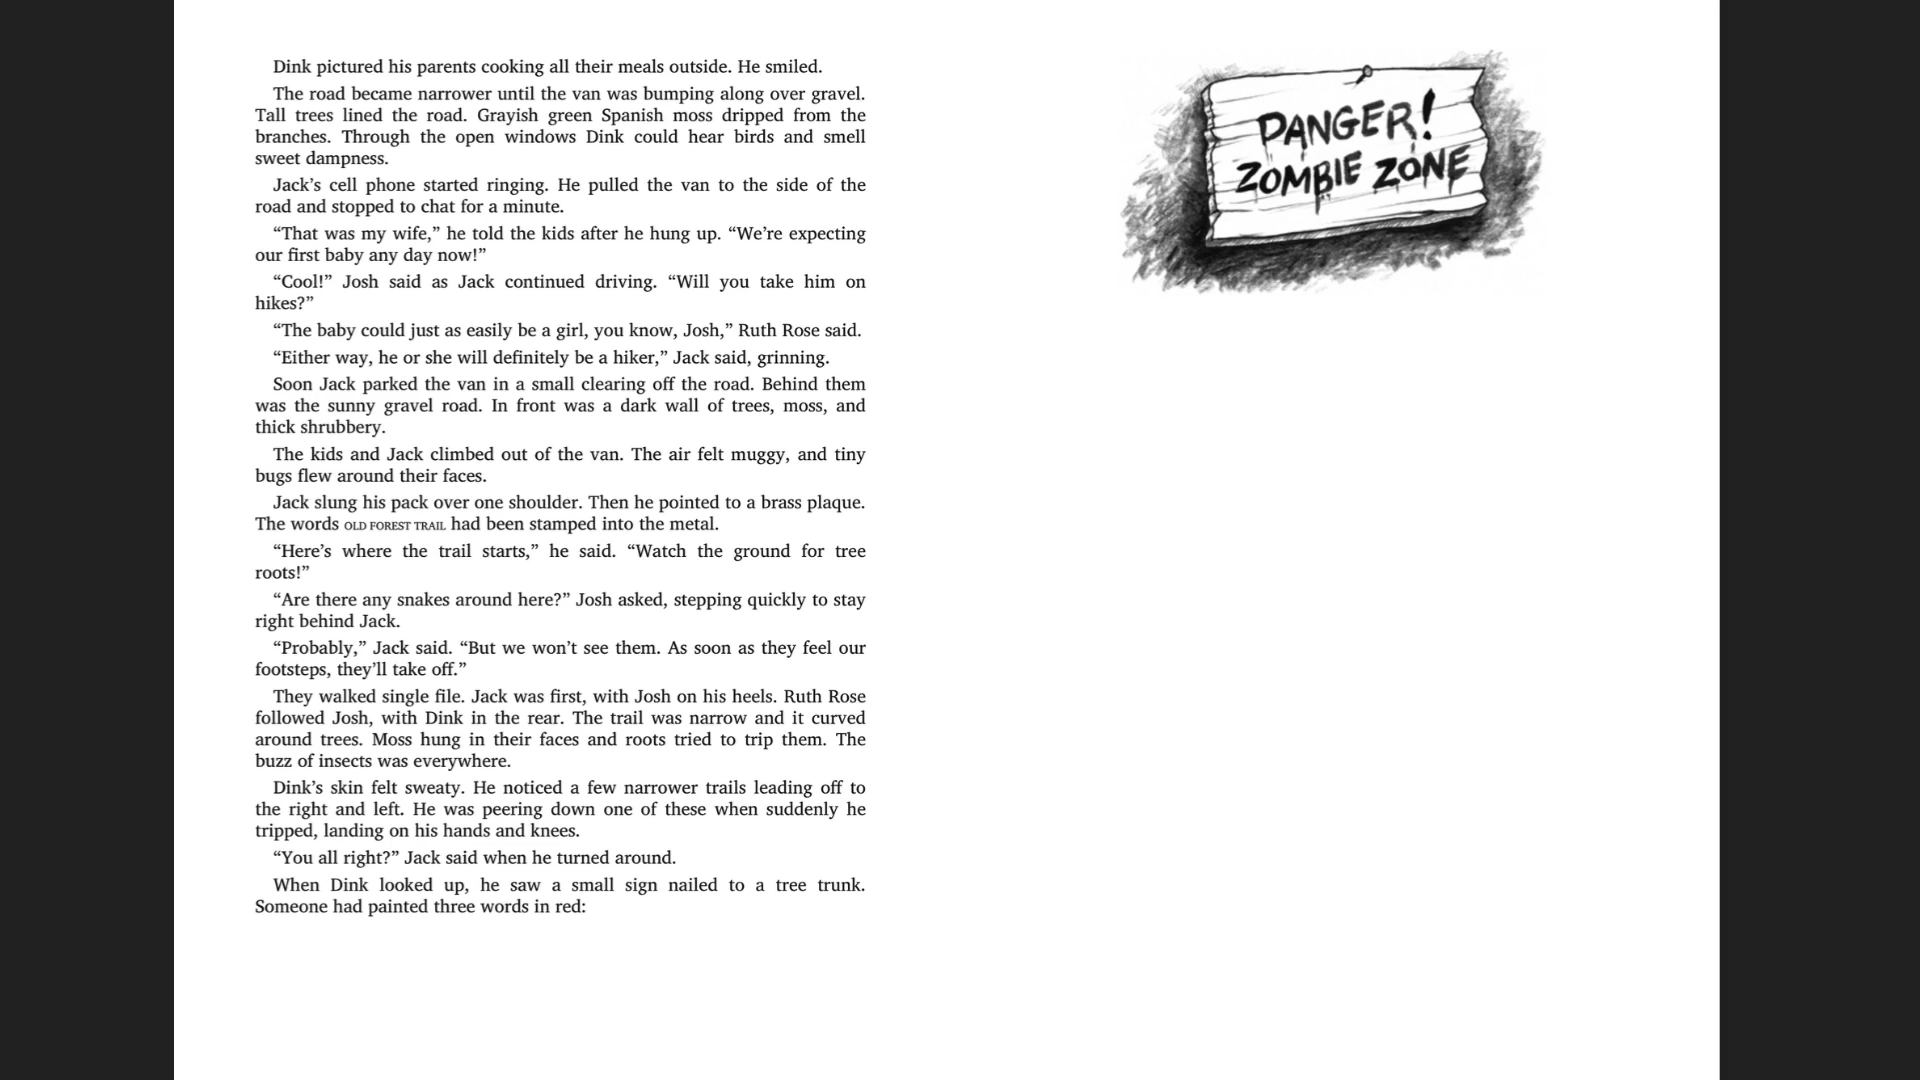 Dink pictured his parents cooking all their meals outside. He smiled.
The road became narrower until the van was bumping along over gravel.
Tall trees lined the road. Grayish green Spanish moss dripped from the
branches. Through the open windows Dink could hear birds and smell
sweet dampness.
Jack’s cell phone started ringing. He pulled the van to the side of the
road and stopped to chat for a minute.
“That was my wife,” he told the kids after he hung up. “We’re expecting
our first baby any day now!”
“Cool!” Josh said as Jack continued driving. “Will you take him on
hikes?”
“The baby could just as easily be a girl, you know, Josh,” Ruth Rose said.
“Either way, he or she will definitely be a hiker,” Jack said, grinning.
Soon Jack parked the van in a small clearing off the road. Behind them
was the sunny gravel road. In front was a dark wall of trees, moss, and
thick shrubbery.
The kids and Jack climbed out of the van. The air felt muggy, and tiny
bugs flew around their faces.
Jack slung his pack over one shoulder. Then he pointed to a brass plaque.
The words OLD FOREST TRAIL had been stamped into the metal.
“Here’s where the trail starts,” he said. “Watch the ground for tree
roots!”
“Are there any snakes around here?” Josh asked, stepping quickly to stay
right behind Jack.
“Probably,” Jack said. “But we won’t see them. As soon as they feel our
footsteps, they’ll take off.”
They walked single file. Jack was first, with Josh on his heels. Ruth Rose
followed Josh, with Dink in the rear. The trail was narrow and it curved
around trees. Moss hung in their faces and roots tried to trip them. The
buzz of insects was everywhere.
Dink’s skin felt sweaty. He noticed a few narrower trails leading off to
the right and left. He was peering down one of these when suddenly he
tripped, landing on his hands and knees.
“You all right?” Jack said when he turned around.
When Dink looked up, he saw a small sign nailed to a tree trunk.
Someone had painted three words in red:
DANGER!
ZOMBIE ZONE